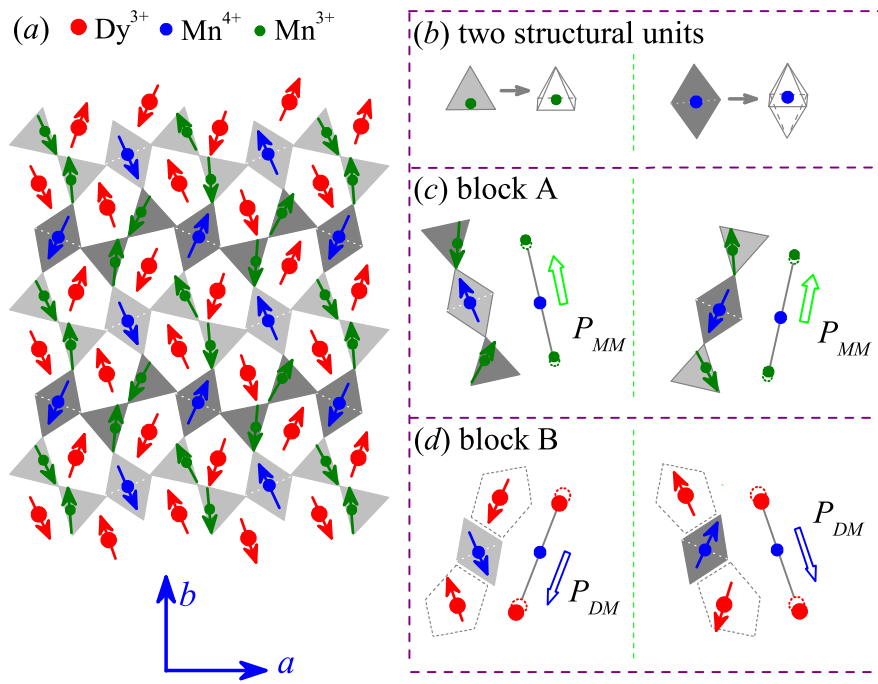 (a) Dy3+ Mn4+ Mn3+
b
a
(b) two structural units
(c) block A
PMM
PMM
(d) block B
PDM
PDM